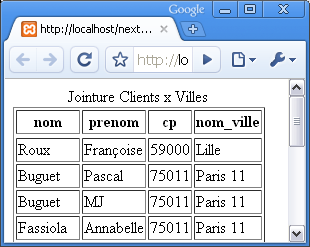 Google
http://localhost/next...
http://lo
Jointure Clients x Villes
nom prenom cp nom_ville
Roux Françoise 59000 Lille
Buguet Pascal 75011 Paris 11
Buguet MJ 75011 Paris 11
Fassiola Annabelle 75011 Paris 11